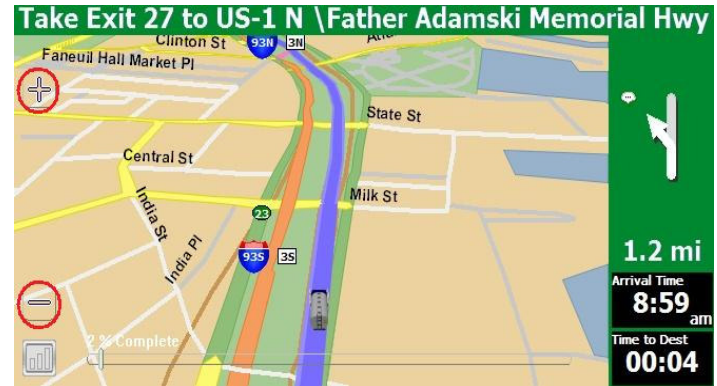 Take Exit 27 to US-1 N \Father Adamski Memorial Hwy
Clinton St
93N
3N
Faneuil Hall Market Pl
State St
Central St
Milk St
India St
23
India Pl
93S
3S
1.2 mi
Arrival Time
8:59
am
2 % Complete
Time to Dest
00:04